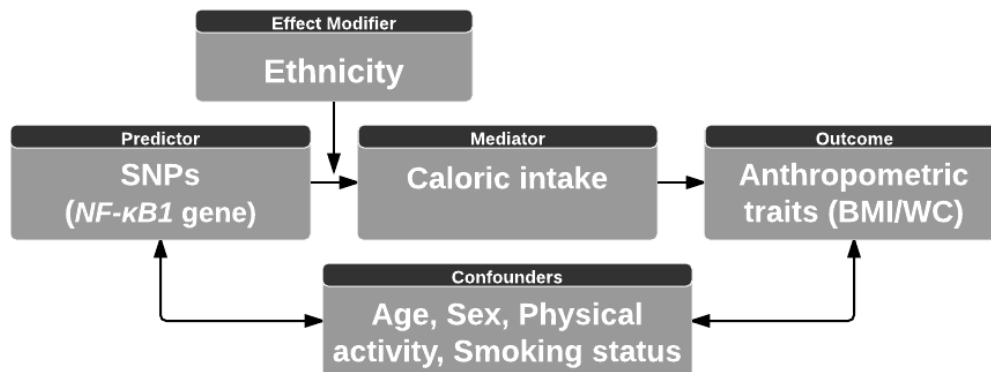 Effect Modifier
Ethnicity
Predictor
SNPs
(NF-κB1 gene)
Mediator
Caloric intake
Outcome
Anthropometric
traits (BMI/WC)
Confounders
Age, Sex, Physical
activity, Smoking status